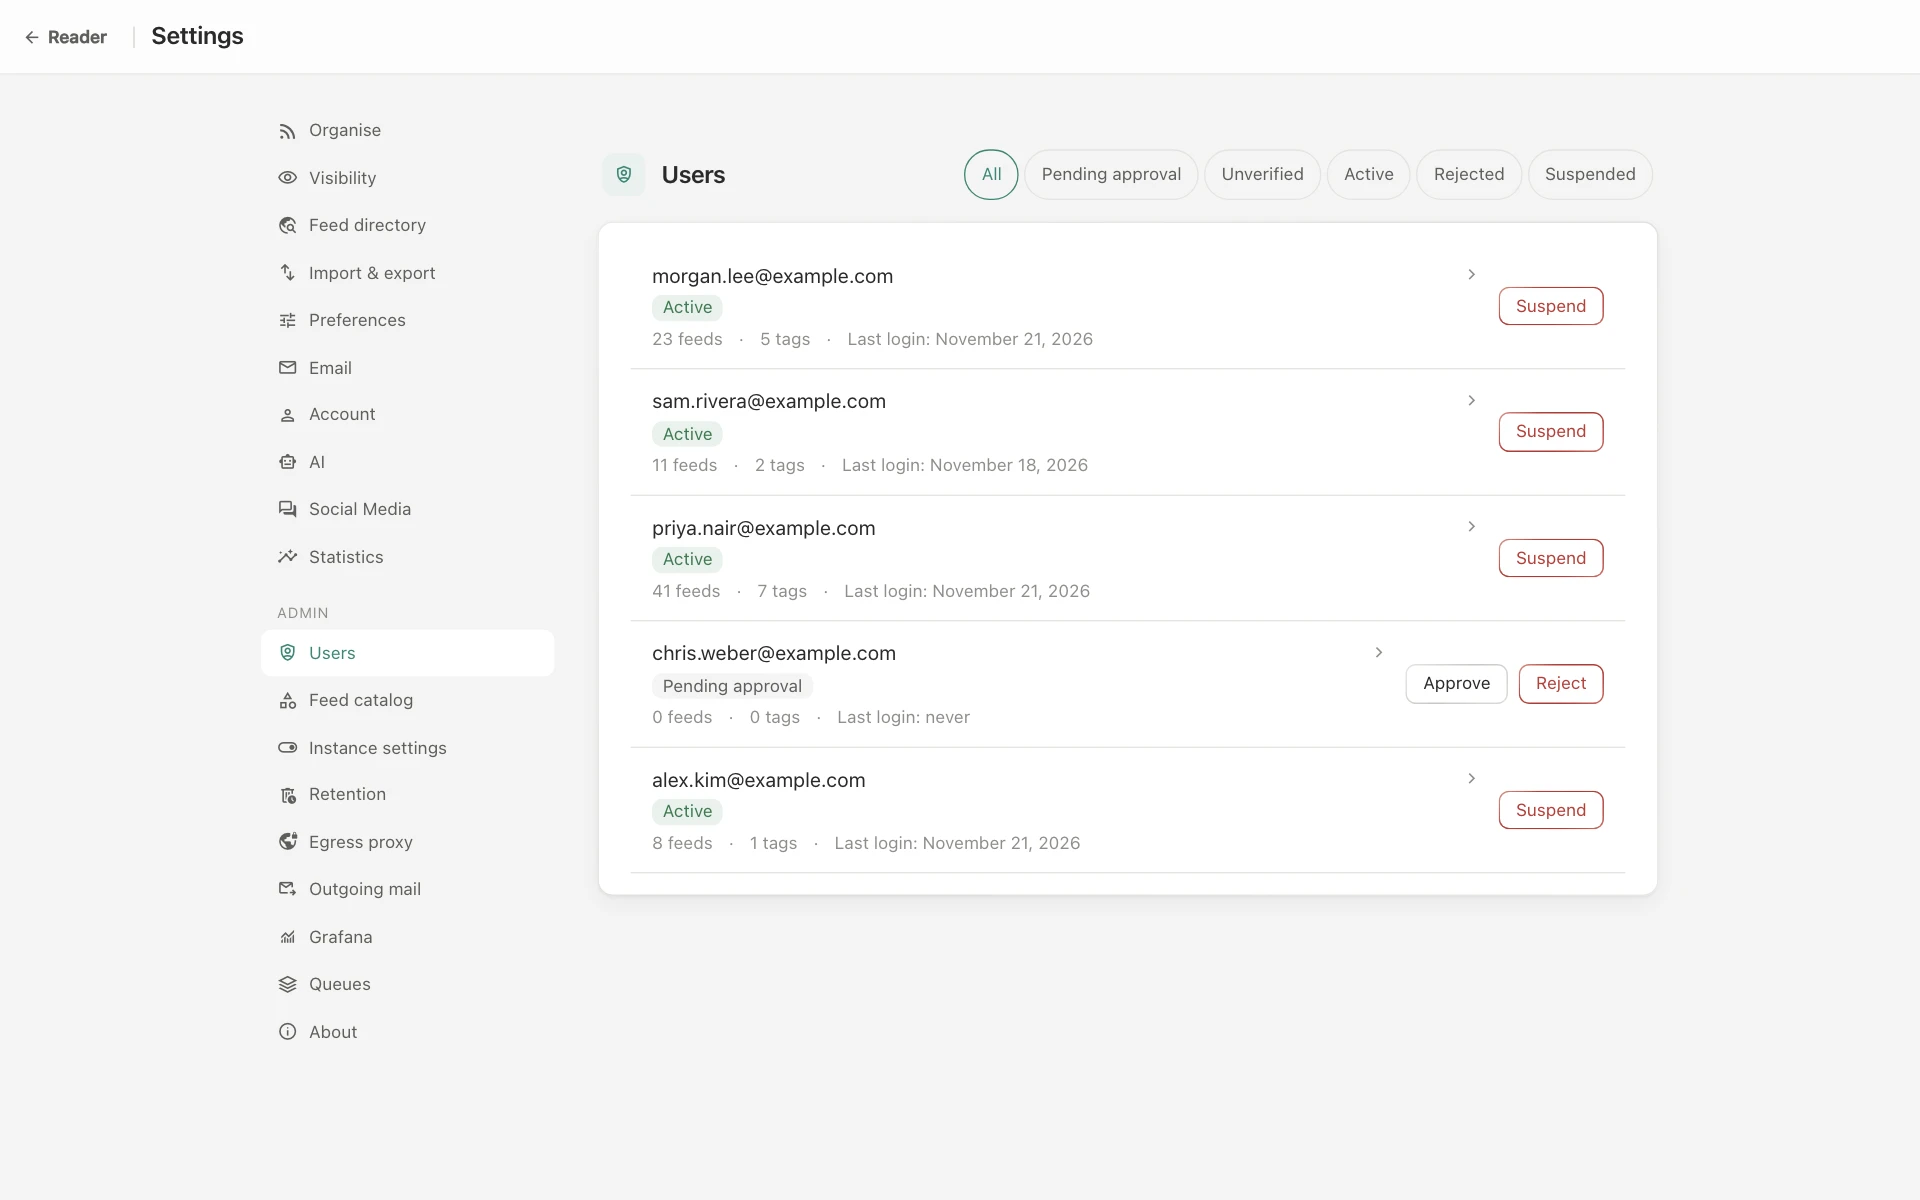 Reader
Settings
Organise
Visibility
Feed directory
Import & export
Preferences
Email
Account
AI
Social Media
Statistics
ADMIN
Users
Feed catalog
Instance settings
Retention
Egress proxy
Outgoing mail
Grafana
Queues
About
Users
All
Pending approval
Unverified
Active
Rejected
Suspended
morgan.lee@example.com
Active
23 feeds · 5 tags · Last login: November 21, 2026
Suspend
sam.rivera@example.com
Active
11 feeds · 2 tags · Last login: November 18, 2026
Suspend
priya.nair@example.com
Active
41 feeds · 7 tags · Last login: November 21, 2026
Suspend
chris.weber@example.com
Pending approval
0 feeds · 0 tags · Last login: never
Approve
Reject
alex.kim@example.com
Active
8 feeds · 1 tags · Last login: November 21, 2026
Suspend